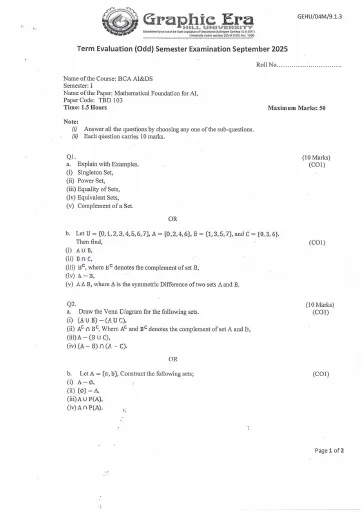 GEHU/04M/9.1.3
Graphic Era
HILL UNIVERSITY
Term Evaluation (Odd) Semester Examination September 2025
Roll No...............................
Name of the Course: BCA AI&DS
Semester: I
Name of the Paper: Mathematical Foundation for AI,
Paper Code: TBD 103
Time: 1.5 Hours Maximum Marks: 50
Note:
(i) Answer all the questions by choosing any one of the sub-questions.
(ii) Each question carries 10 marks.
Q1. (10 Marks)
a. Explain with Examples. (CO1)
(i) Singleton Set,
(ii) Power Set,
(iii) Equality of Sets,
(iv) Equivalent Sets,
(v) Complement of a Set.
OR
b. Let U = {0, 1, 2, 3, 4, 5, 6, 7}, A = {0, 2, 4, 6}, B = {1, 3, 5, 7}, and C = {0, 3, 6}.
Then find, (CO1)
(i) A ∪ B,
(ii) B ∩ C,
(iii) Bᶜ, where Bᶜ denotes the complement of set B,
(iv) A − B,
(v) A Δ B, where Δ is the symmetric Difference of two sets A and B.
Q2. (10 Marks)
a. Draw the Venn Diagram for the following sets. (CO1)
(i) (A ∪ B) − (A ∪ C),
(ii) Aᶜ ∩ Bᶜ, Where Aᶜ and Bᶜ denotes the complement of set A and b,
(iii) A − (B ∪ C),
(iv) (A − B) ∩ (A - C).
OR
b. Let A = {a, b}, Construct the following sets; (CO1)
(i) A − ∅,
(ii) {∅} − A,
(iii) A ∪ P(A),
(iv) A ∩ P(A).
Page 1 of 2